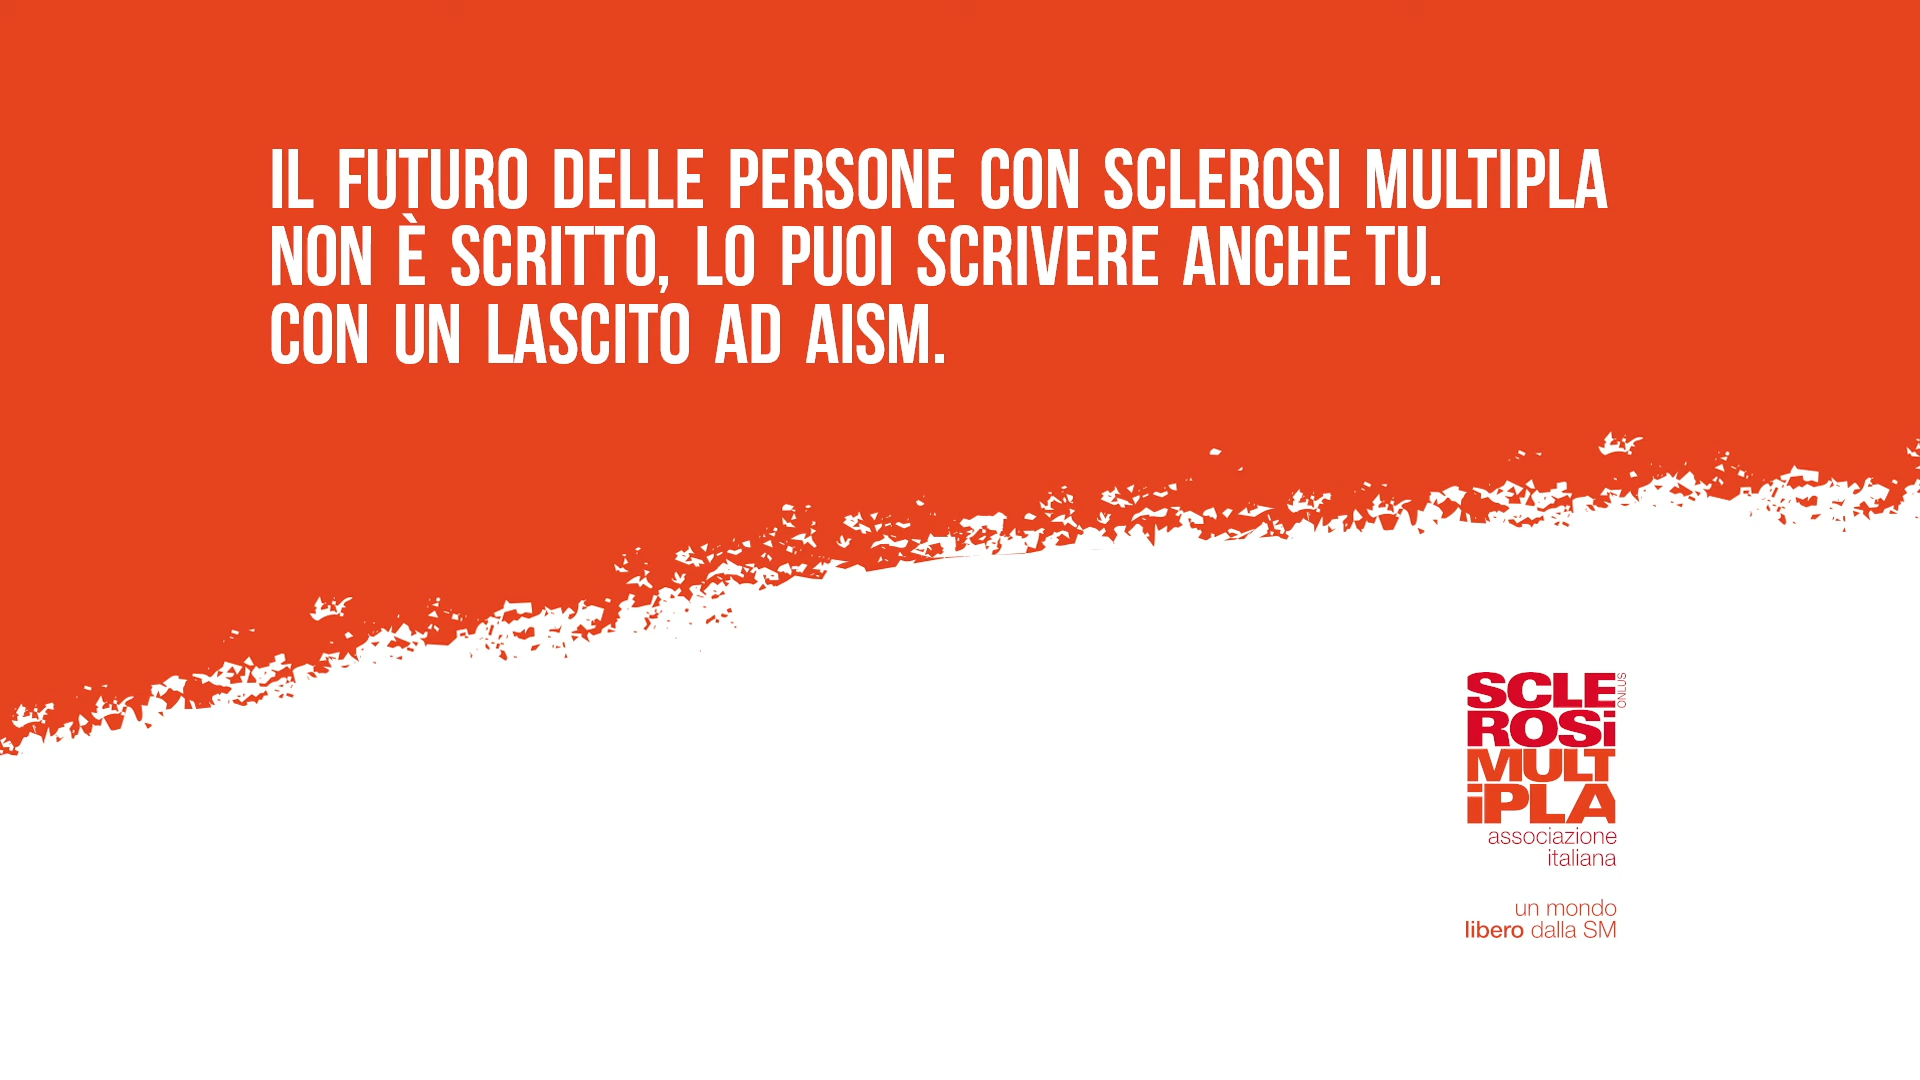 IL FUTURO DELLE PERSONE CON SCLEROSI MULTIPLA
NON È SCRITTO, LO PUOI SCRIVERE ANCHE TU.
CON UN LASCITO AD AISM.
SCLE
ROSi
MULT
iPLA
ONLUS
associazione
italiana
un mondo
libero dalla SM